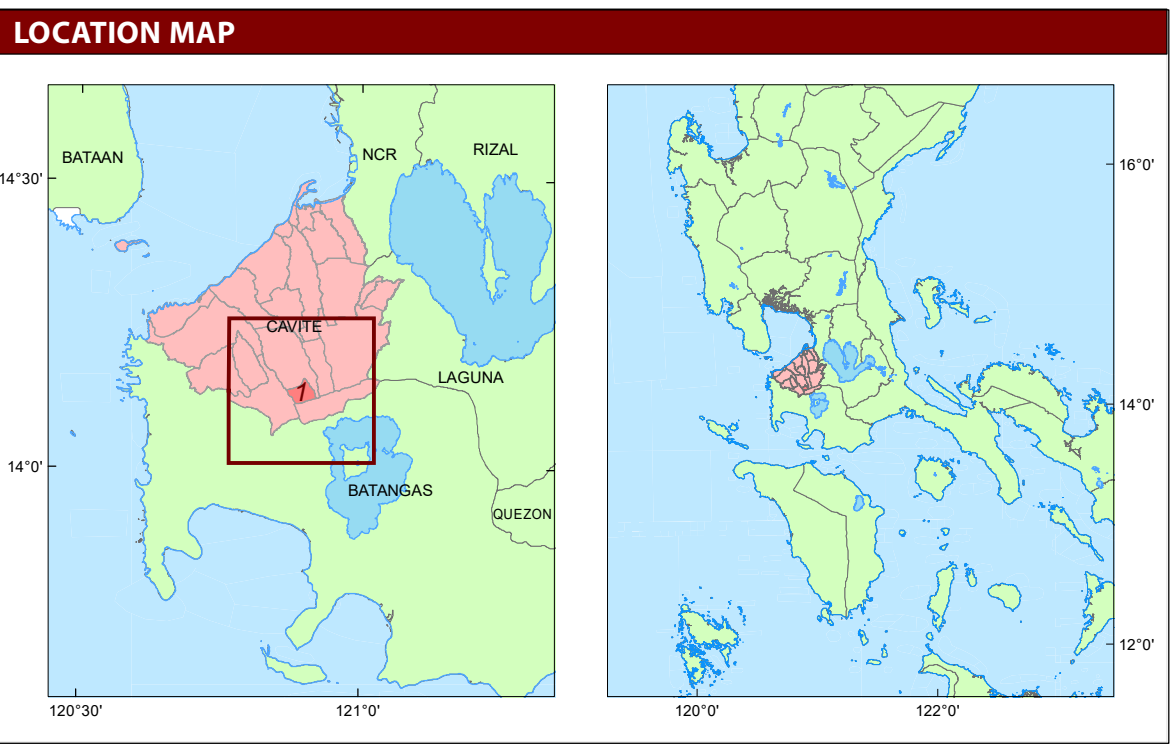 LOCATION MAP
BATAAN
NCR
RIZAL
14°30'
CAVITE
1
LAGUNA
14°0'
BATANGAS
QUEZON
120°30'
121°0'
16°0'
14°0'
12°0'
120°0'
122°0'